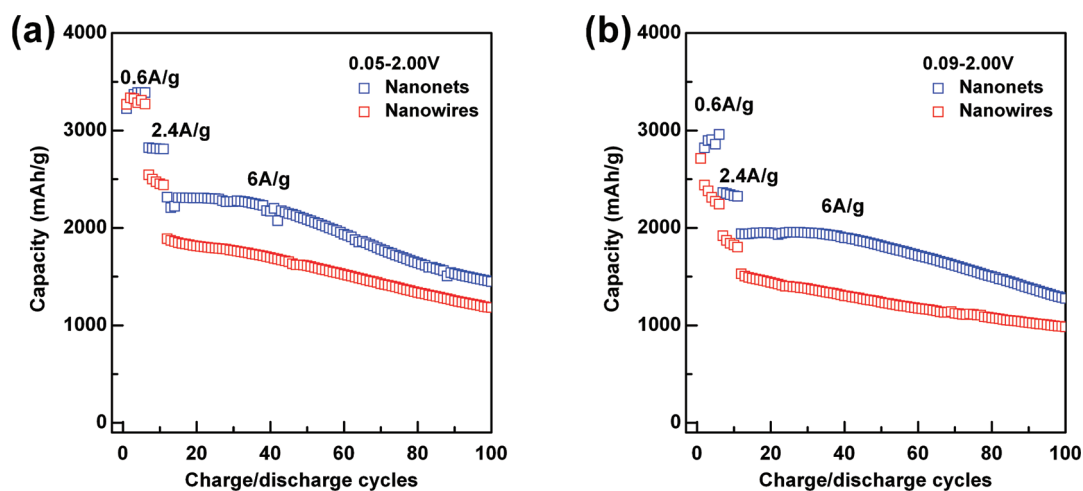 (a)
4000
3000
2000
1000
0
Capacity (mAh/g)
0.6A/g
2.4A/g
6A/g
0.05-2.00V
Nanonets
Nanowires
0 20 40 60 80 100
Charge/discharge cycles
(b)
4000
3000
2000
1000
0
Capacity (mAh/g)
0.6A/g
2.4A/g
6A/g
0.09-2.00V
Nanonets
Nanowires
0 20 40 60 80 100
Charge/discharge cycles